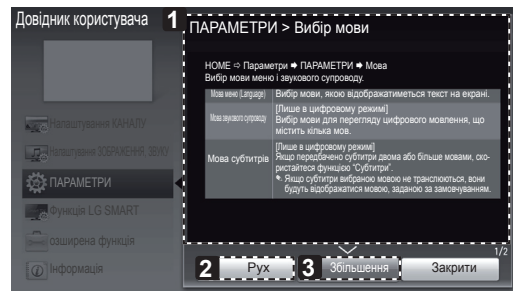 Довідник користувача
1
ПАРАМЕТРИ > Вибір мови
HOME ⇨ Параметри ➡ ПАРАМЕТРИ ➡ Мова
Вибір мови меню і звукового супроводу.
Мова меню (Language)
Вибір мови, якою відображатиметься текст на екрані.
Мова звукового супроводу
[Лише в цифровому режимі]
Вибір мови для перегляду цифрового мовлення, що
містить кілька мов.
Мова субтитрів
[Лише в цифровому режимі]
Якщо передбачено субтитри двома або більше мовами, ско-
ристайтеся функцією "Субтитри".
Якщо субтитри вибраною мовою не транслюються, вони
будуть відображатися мовою, заданою за замовчуванням.
Налаштування КАНАЛУ
Налаштування ЗОБРАЖЕННЯ, ЗВУКУ
ПАРАМЕТРИ
Функція LG SMART
озширена функція
Інформація
1/2
2
Рух
3
Збільшення
Закрити